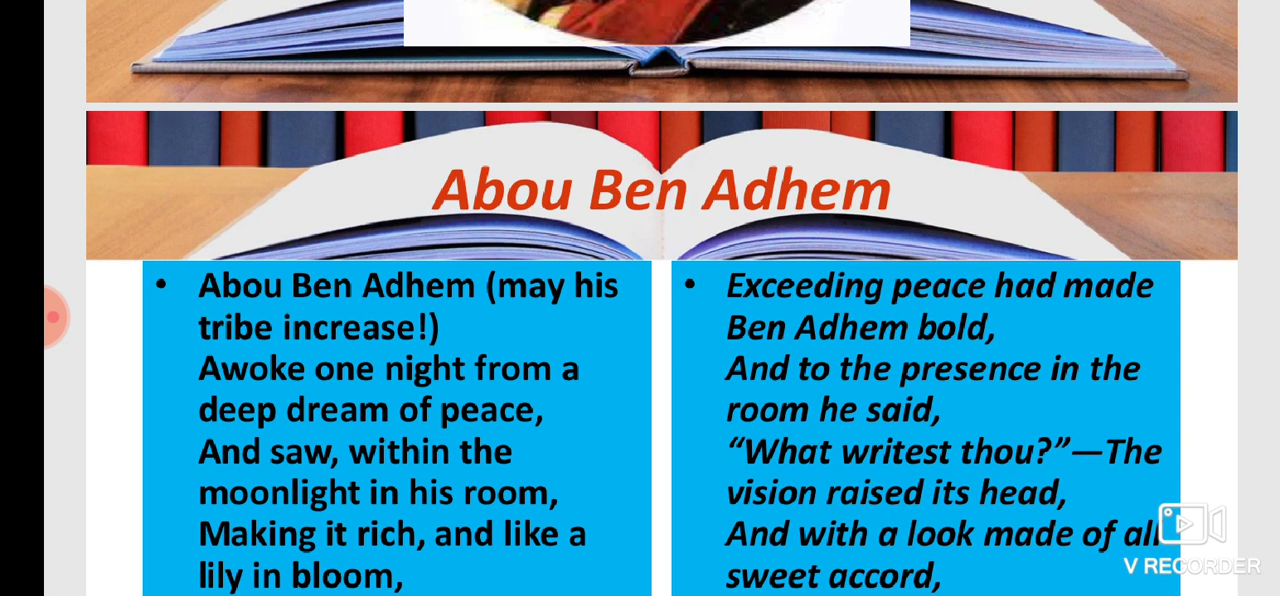 Abou Ben Adhem
• Abou Ben Adhem (may his
tribe increase!)
Awoke one night from a
deep dream of peace,
And saw, within the
moonlight in his room,
Making it rich, and like a
lily in bloom,
• Exceeding peace had made
Ben Adhem bold,
And to the presence in the
room he said,
“What writest thou?”—The
vision raised its head,
And with a look made of all
sweet accord,
V RECORDER